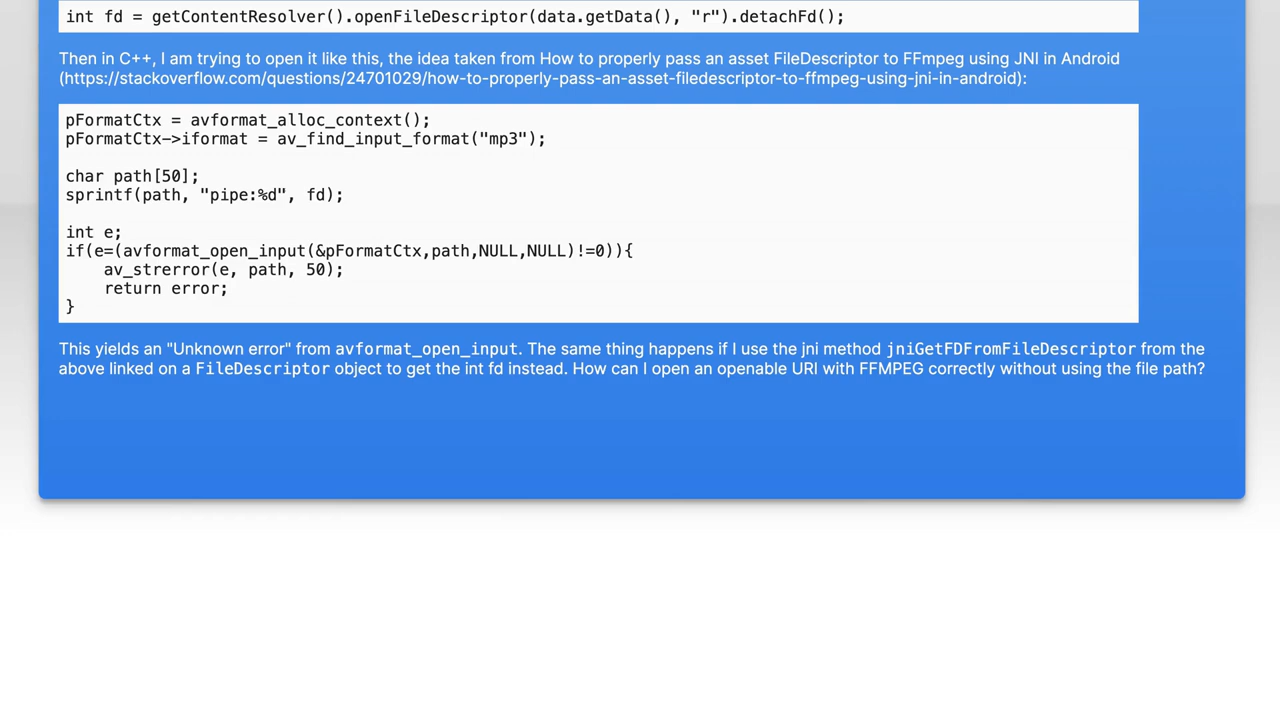 int fd = getContentResolver().openFileDescriptor(data.getData(), "r").detachFd();
Then in C++, I am trying to open it like this, the idea taken from How to properly pass an asset FileDescriptor to FFmpeg using JNI in Android
(https://stackoverflow.com/questions/24701029/how-to-properly-pass-an-asset-filedescriptor-to-ffmpeg-using-jni-in-android):
pFormatCtx = avformat_alloc_context();
pFormatCtx->iformat = av_find_input_format("mp3");
char path[50];
sprintf(path, "pipe:%d", fd);
int e;
if(e=(avformat_open_input(&pFormatCtx,path,NULL,NULL)!=0)){
    av_strerror(e, path, 50);
    return error;
}
This yields an "Unknown error" from avformat_open_input. The same thing happens if I use the jni method jniGetFDFromFileDescriptor from the
above linked on a FileDescriptor object to get the int fd instead. How can I open an openable URI with FFMPEG correctly without using the file path?